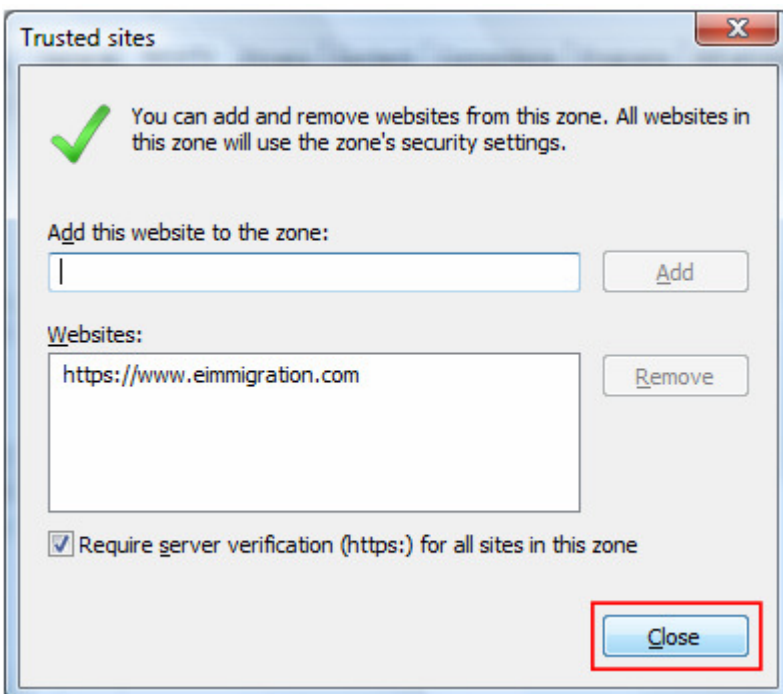 Trusted sites
You can add and remove websites from this zone. All websites in
this zone will use the zone's security settings.
Add this website to the zone:
Add
Websites:
https://www.eimmigration.com
Remove
Require server verification (https:) for all sites in this zone
Close